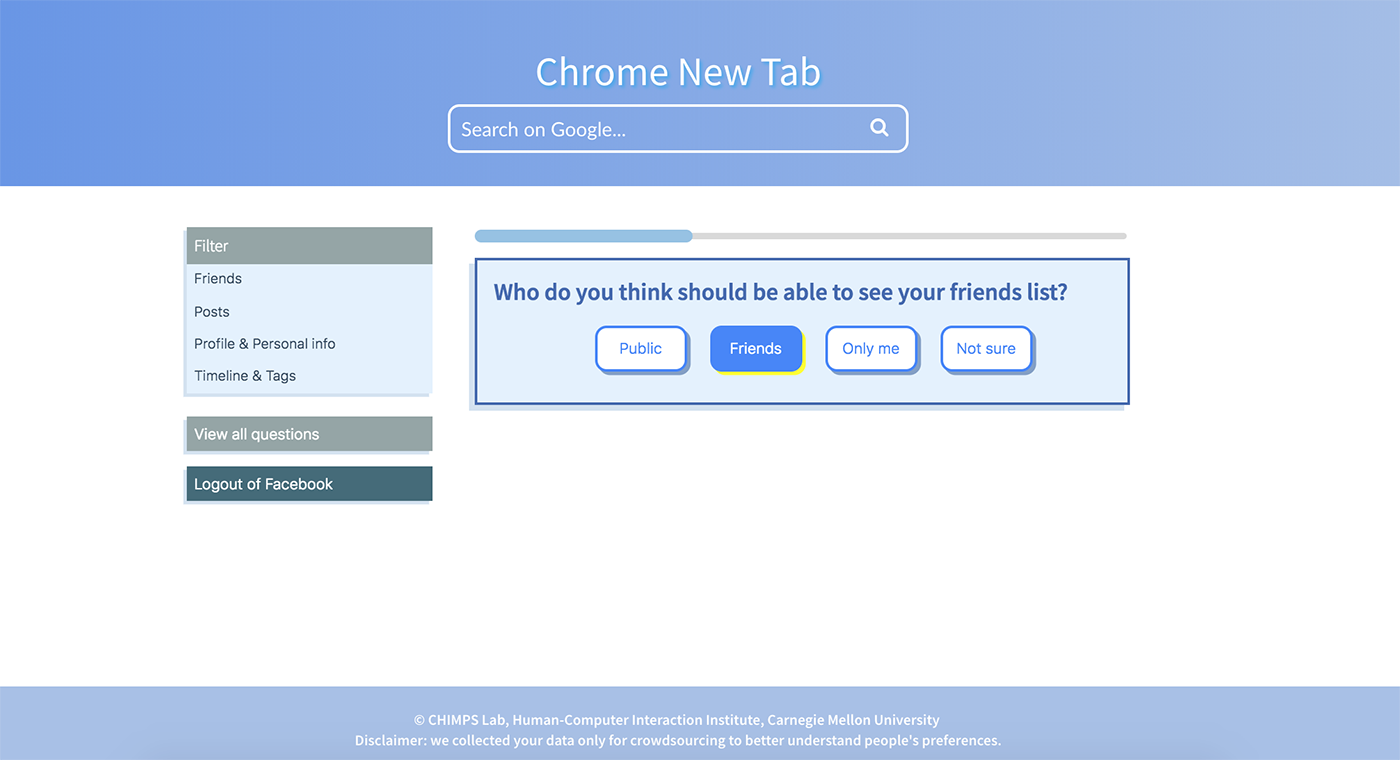 Chrome New Tab
Search on Google...
Filter
Friends
Posts
Profile & Personal info
Timeline & Tags
View all questions
Logout of Facebook
Who do you think should be able to see your friends list?
Public Friends Only me Not sure
© CHIMPS Lab, Human-Computer Interaction Institute, Carnegie Mellon University
Disclaimer: we collected your data only for crowdsourcing to better understand people's preferences.